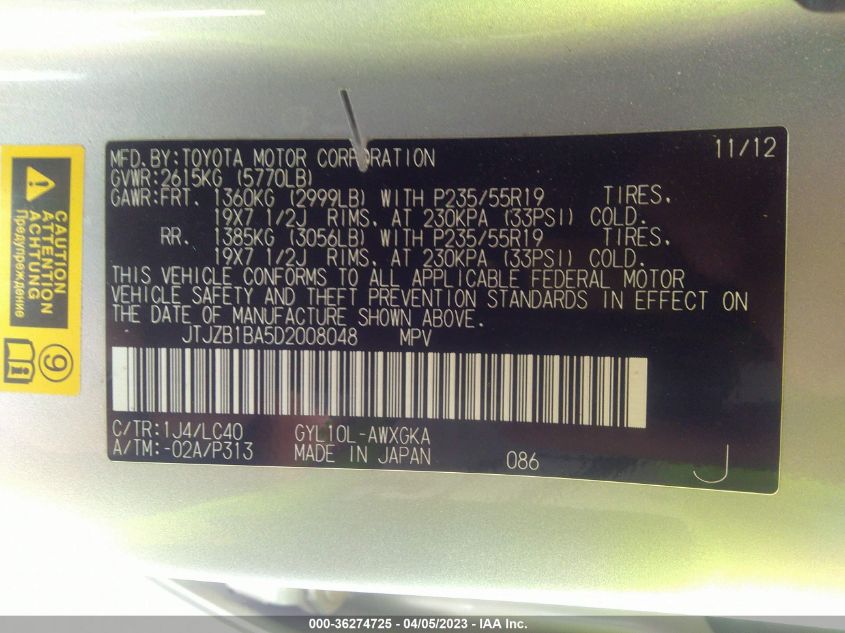 MFD.BY:TOYOTA MOTOR CORPORATION 11/12
GVWR:2615KG (5770LB)
GAWR:FRT. 1360KG (2999LB) WITH P235/55R19 TIRES,
19X7 1/2J RIMS, AT 230KPA (33PSI) COLD.
RR. 1385KG (3056LB) WITH P235/55R19 TIRES,
19X7 1/2J RIMS, AT 230KPA (33PSI) COLD.
THIS VEHICLE CONFORMS TO ALL APPLICABLE FEDERAL MOTOR
VEHICLE SAFETY AND THEFT PREVENTION STANDARDS IN EFFECT ON
THE DATE OF MANUFACTURE SHOWN ABOVE.
JTJZB1BA5D2008048 MPV
C/TR:1J4/LC40 GYL10L-AWXGKA
A/TM:-02A/P313 MADE IN JAPAN 086 J
CAUTION
ATTENTION
ACHTUNG
Предупреждение
000-36274725 - 04/05/2023 - IAA Inc.